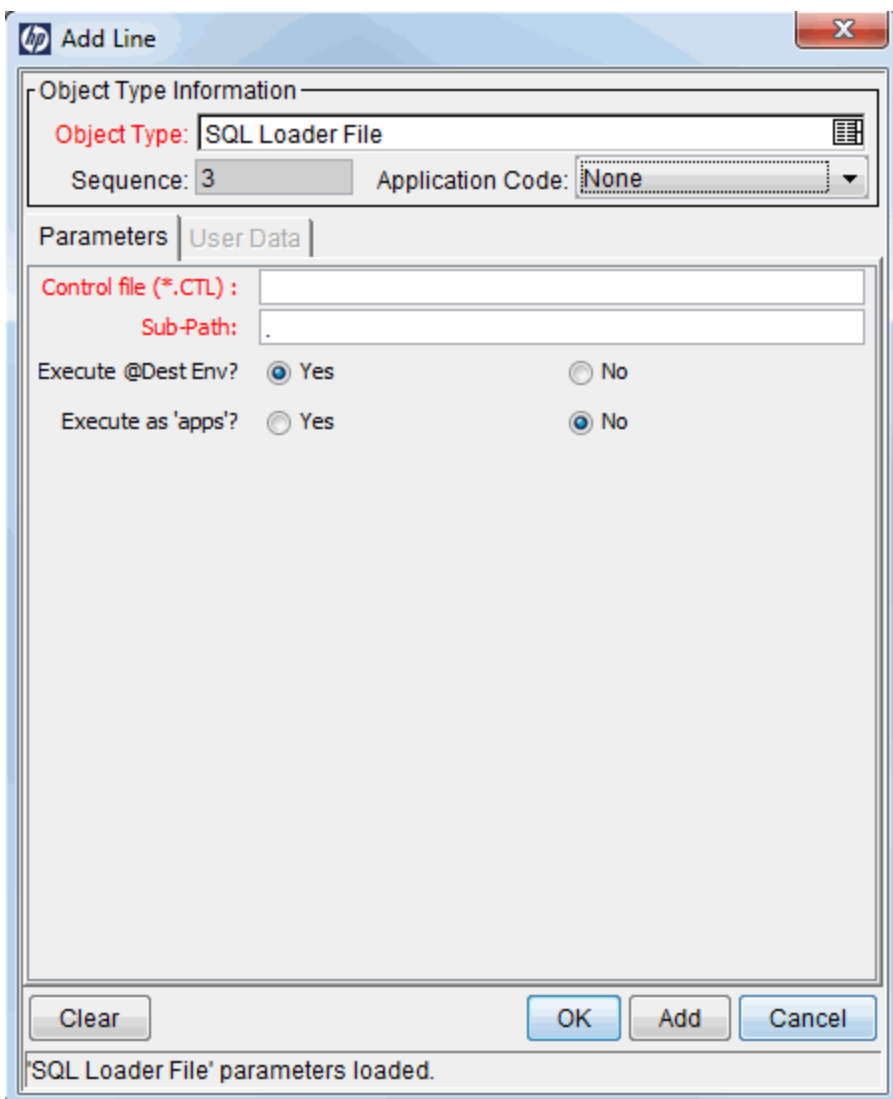 hp Add Line
Object Type Information
Object Type: SQL Loader File
Sequence: 3 Application Code: None
Parameters User Data
Control file (*.CTL) :
Sub-Path: .
Execute @Dest Env? Yes No
Execute as 'apps'? Yes No
Clear OK Add Cancel
'SQL Loader File' parameters loaded.